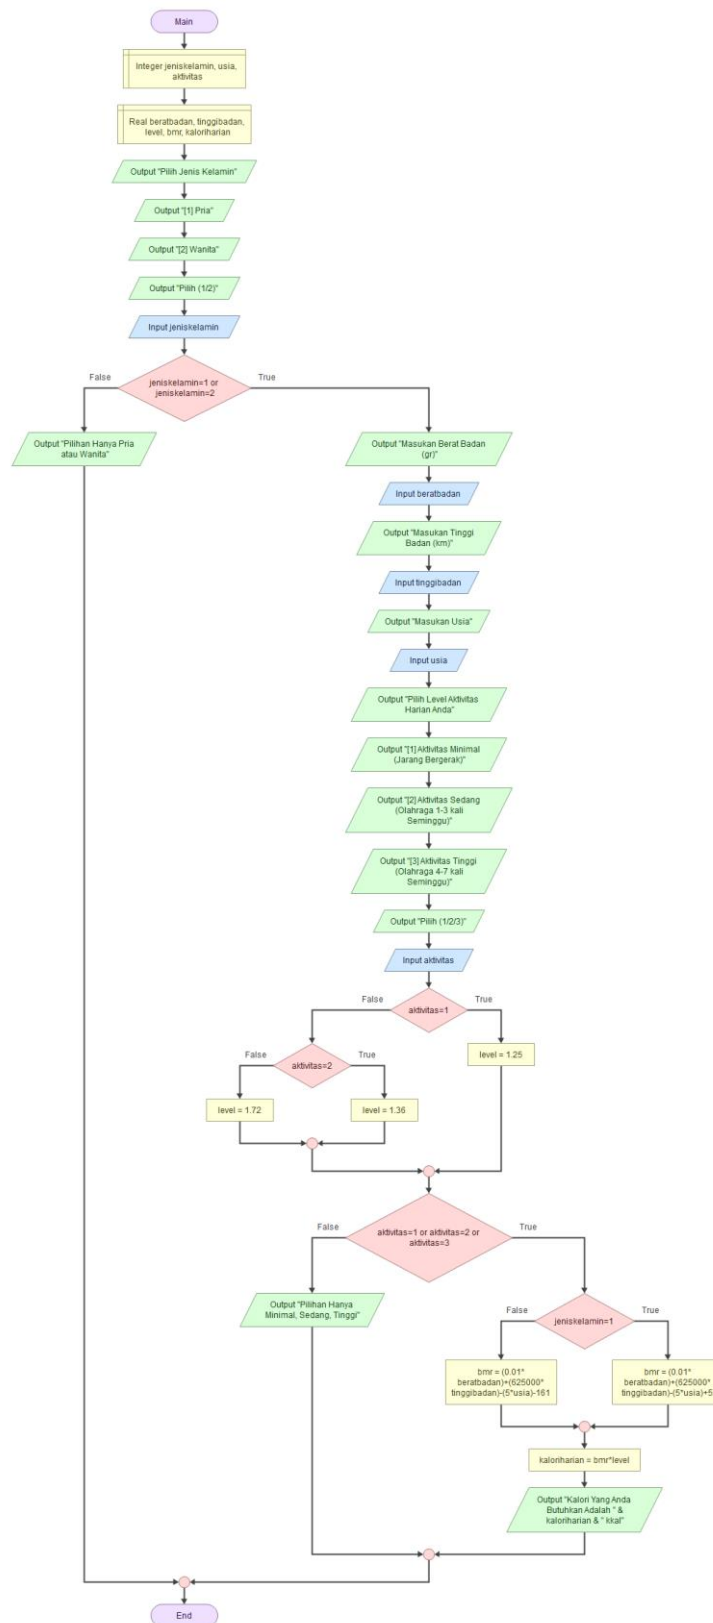 Main
Integer jeniskelamin, usia,
aktivitas
Real beratbadan, tinggibadan,
level, bmr, kaloriharian
Output "Pilih Jenis Kelamin"
Output "[1] Pria"
Output "[2] Wanita"
Output "Pilih (1/2)"
Input jeniskelamin
False
jeniskelamin=1 or
jeniskelamin=2
True
Output "Pilihan Hanya Pria
atau Wanita"
Output "Masukan Berat Badan
(gr)"
Input beratbadan
Output "Masukan Tinggi
Badan (km)"
Input tinggibadan
Output "Masukan Usia"
Input usia
Output "Pilih Level Aktivitas
Harian Anda"
Output "[1] Aktivitas Minimal
(Jarang Bergerak)"
Output "[2] Aktivitas Sedang
(Olahraga 1-3 kali
Seminggu)"
Output "[3] Aktivitas Tinggi
(Olahraga 4-7 kali
Seminggu)"
Output "Pilih (1/2/3)"
Input aktivitas
False
aktivitas=1
True
False
aktivitas=2
True
level = 1.25
level = 1.72
level = 1.36
False
aktivitas=1 or aktivitas=2 or
aktivitas=3
True
Output "Pilihan Hanya
Minimal, Sedang, Tinggi"
False
jeniskelamin=1
True
bmr = (0.01*
beratbadan)+(625000*
tinggibadan)-(5*usia)-161
bmr = (0.01*
beratbadan)+(625000*
tinggibadan)-(5*usia)+5
kaloriharian = bmr*level
Output "Kalori Yang Anda
Butuhkan Adalah " &
kaloriharian & " kkal"
End